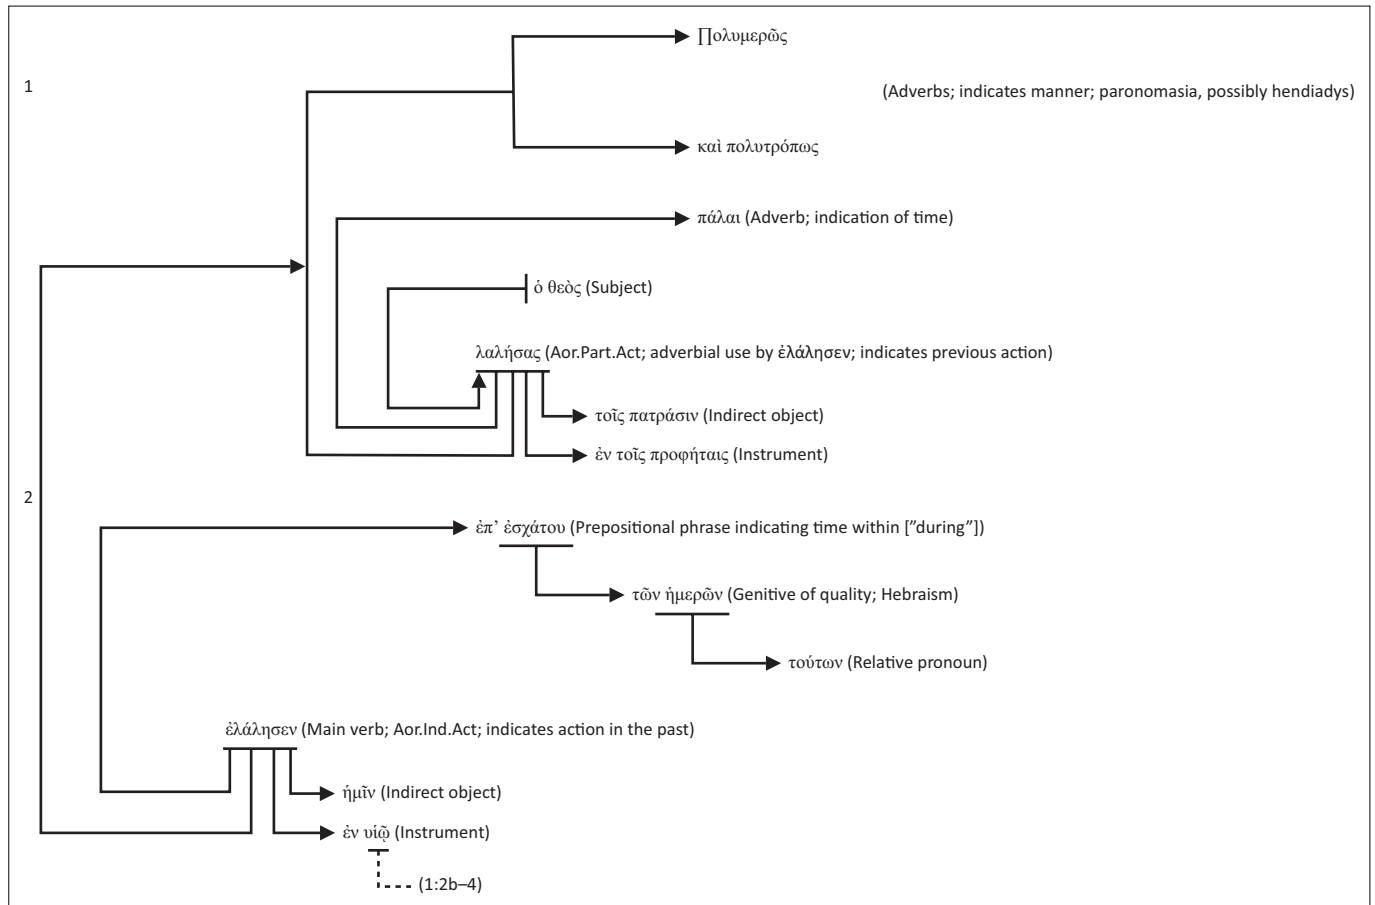 Πολυμερῶς
1
(Adverbs; indicates manner; paronomasia, possibly hendiadys)
καὶ πολυτρόπως
πάλαι (Adverb; indication of time)
ὁ θεὸς (Subject)
λαλήσας (Aor.Part.Act; adverbial use by ἐλάλησεν; indicates previous action)
τοῖς πατράσιν (Indirect object)
ἐν τοῖς προφήταις (Instrument)
2
ἐπ’ ἐσχάτου (Prepositional phrase indicating time within [”during”])
τῶν ἡμερῶν (Genitive of quality; Hebraism)
τούτων (Relative pronoun)
ἐλάλησεν (Main verb; Aor.Ind.Act; indicates action in the past)
ἡμῖν (Indirect object)
ἐν υἱῷ (Instrument)
(1:2b–4)